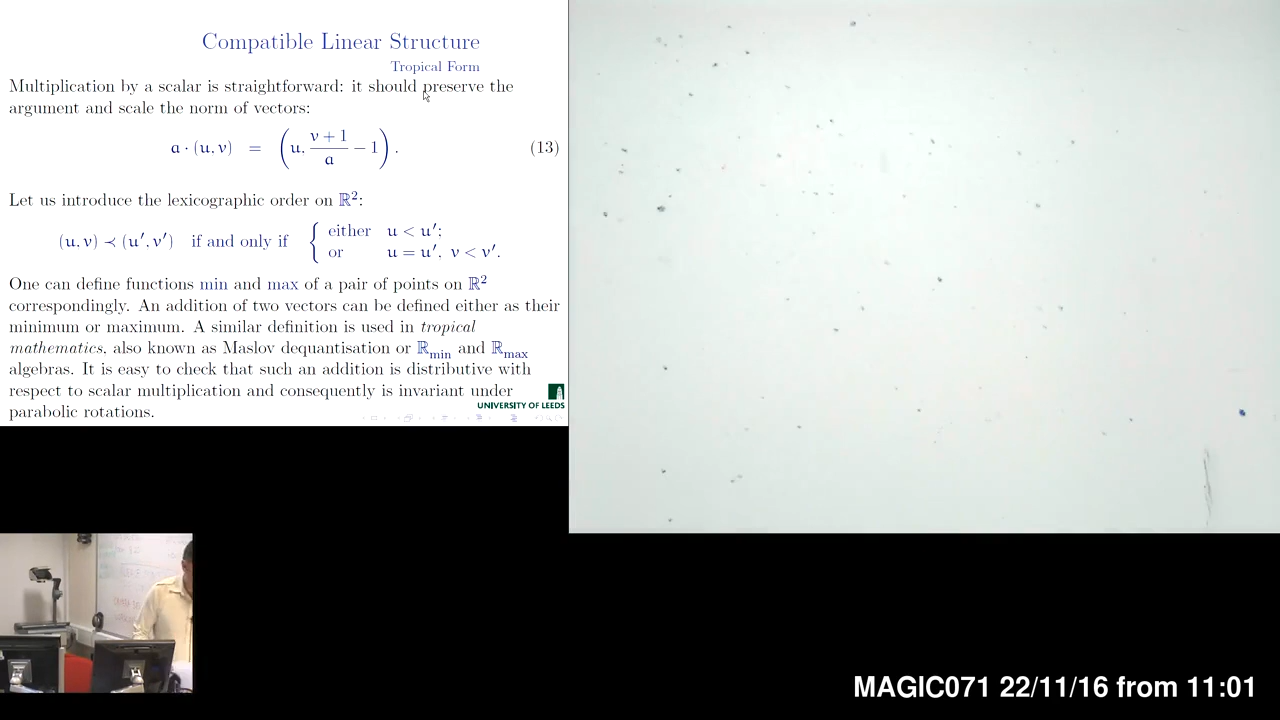 Compatible Linear Structure
Tropical Form
Multiplication by a scalar is straightforward: it should preserve the
argument and scale the norm of vectors:
a · (u, v) = (u, (v + 1)/a − 1). (13)
Let us introduce the lexicographic order on ℝ²:
(u, v) ≺ (u′, v′) if and only if { either u < u′;
or u = u′, v < v′.
One can define functions min and max of a pair of points on ℝ²
correspondingly. An addition of two vectors can be defined either as their
minimum or maximum. A similar definition is used in tropical
mathematics, also known as Maslov dequantisation or ℝmin and ℝmax
algebras. It is easy to check that such an addition is distributive with
respect to scalar multiplication and consequently is invariant under
parabolic rotations.
UNIVERSITY OF LEEDS
MAGIC071 22/11/16 from 11:01